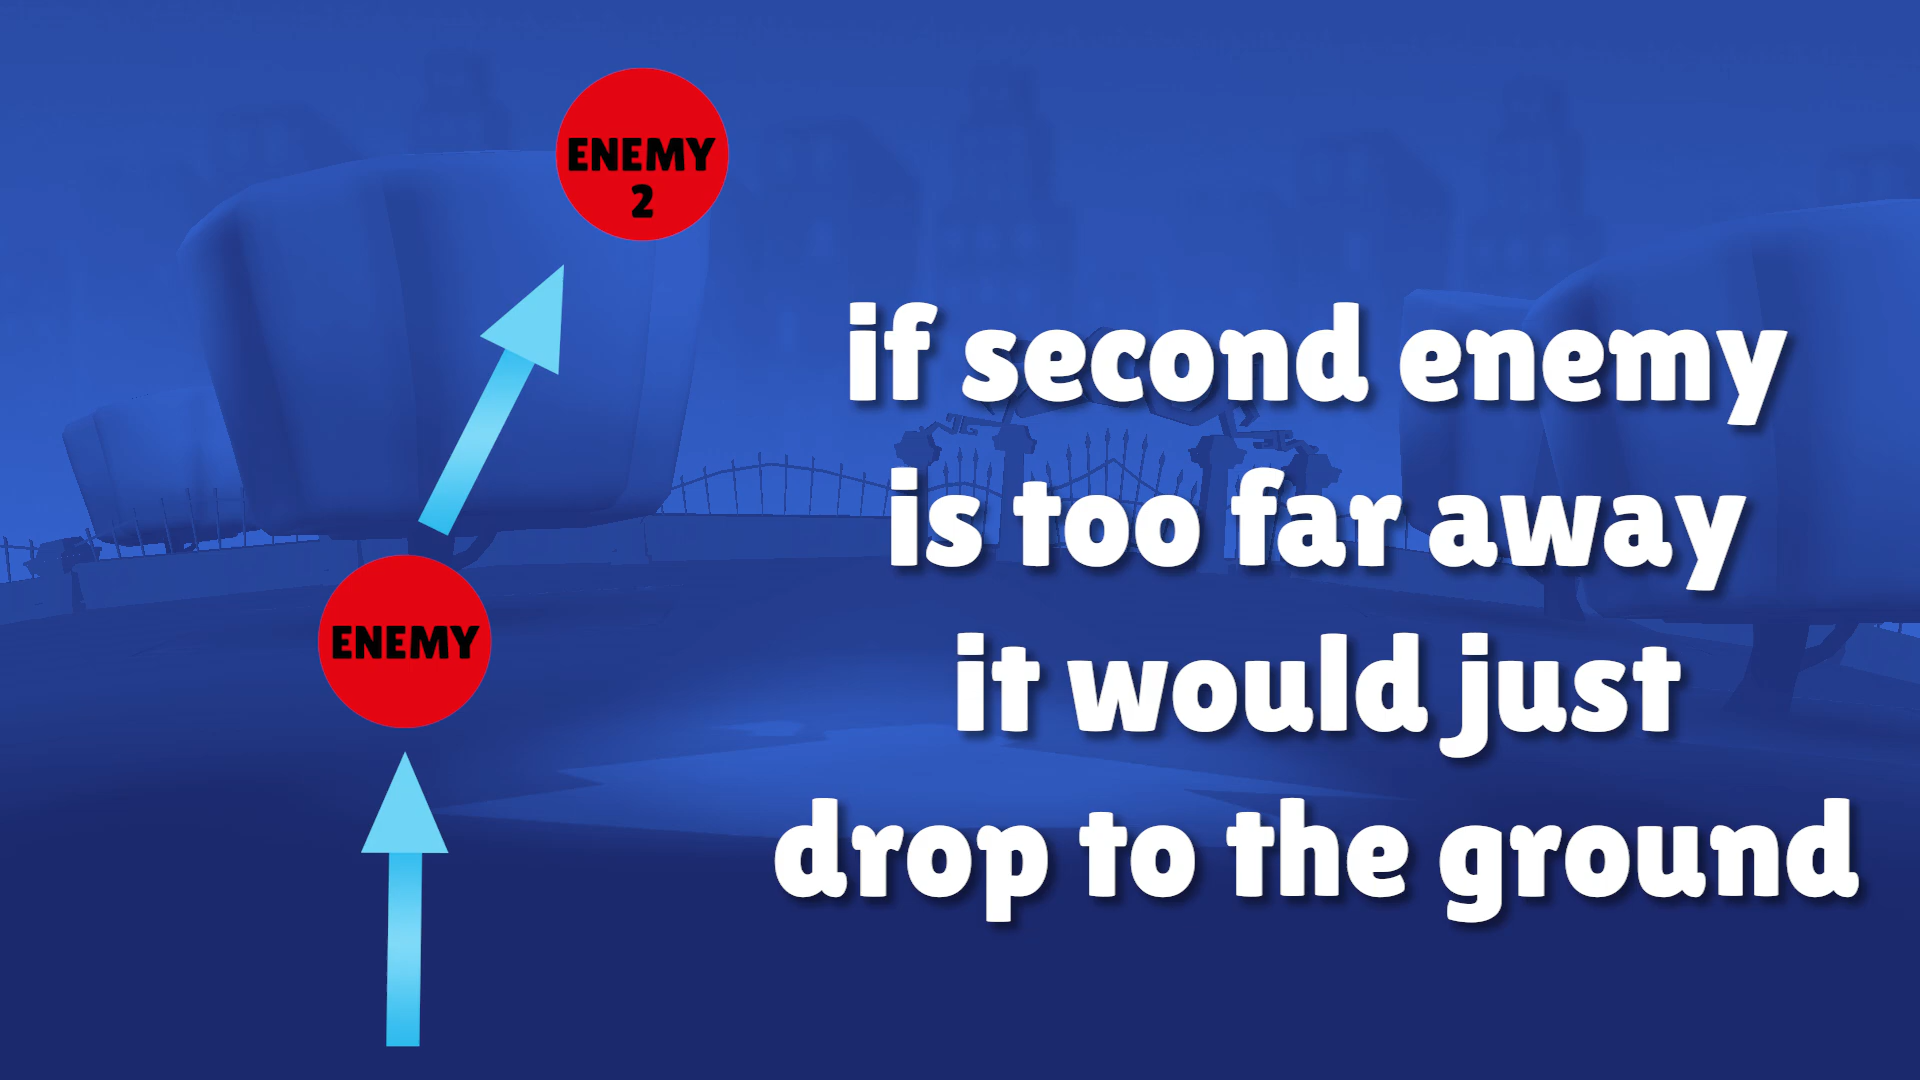 ENEMY
2
ENEMY
if second enemy
is too far away
it would just
drop to the ground